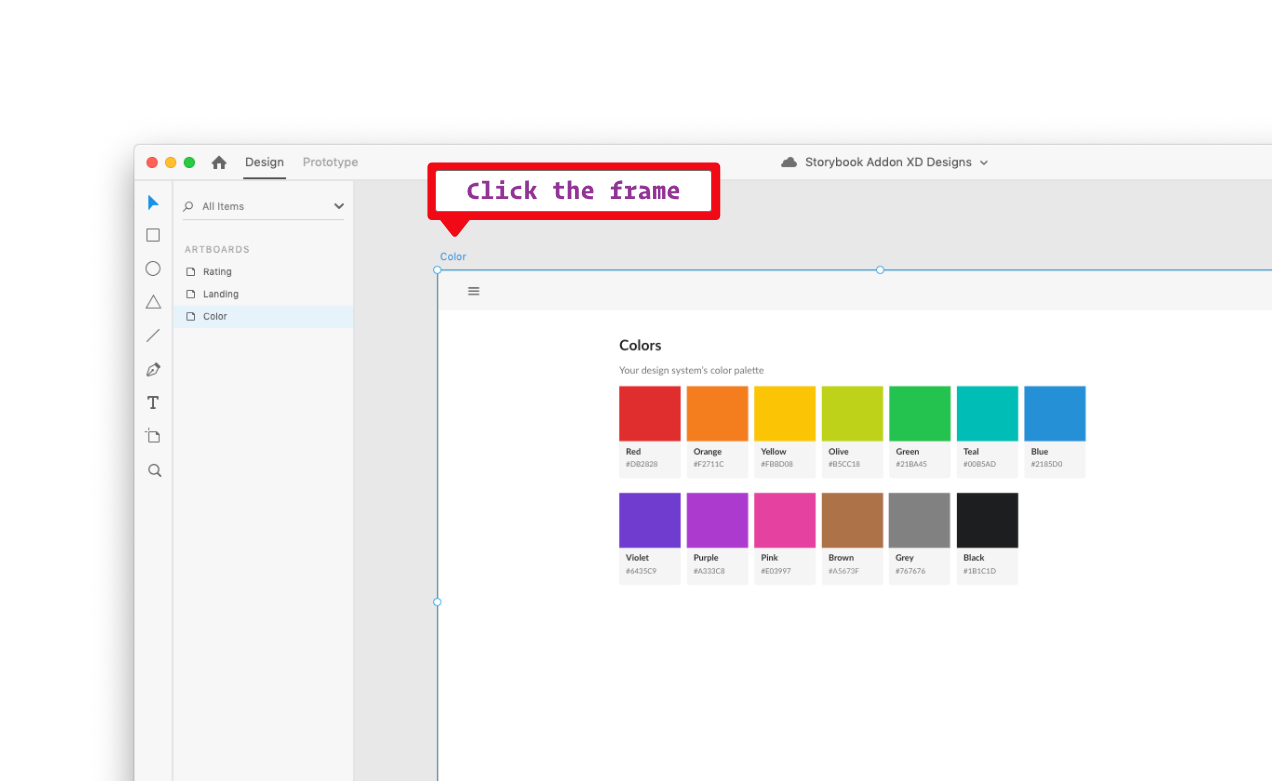 Design Prototype
Storybook Addon XD Designs
Click the frame
All Items
ARTBOARDS
Rating
Landing
Color
Color
Colors
Your design system's color palette
Red Orange Yellow Olive Green Teal Blue
#DB2828 #F2711C #FBBD08 #B5CC18 #21BA45 #00B5AD #2185D0
Violet Purple Pink Brown Grey Black
#6435C9 #A333C8 #E03997 #A5673F #767676 #1B1C1D